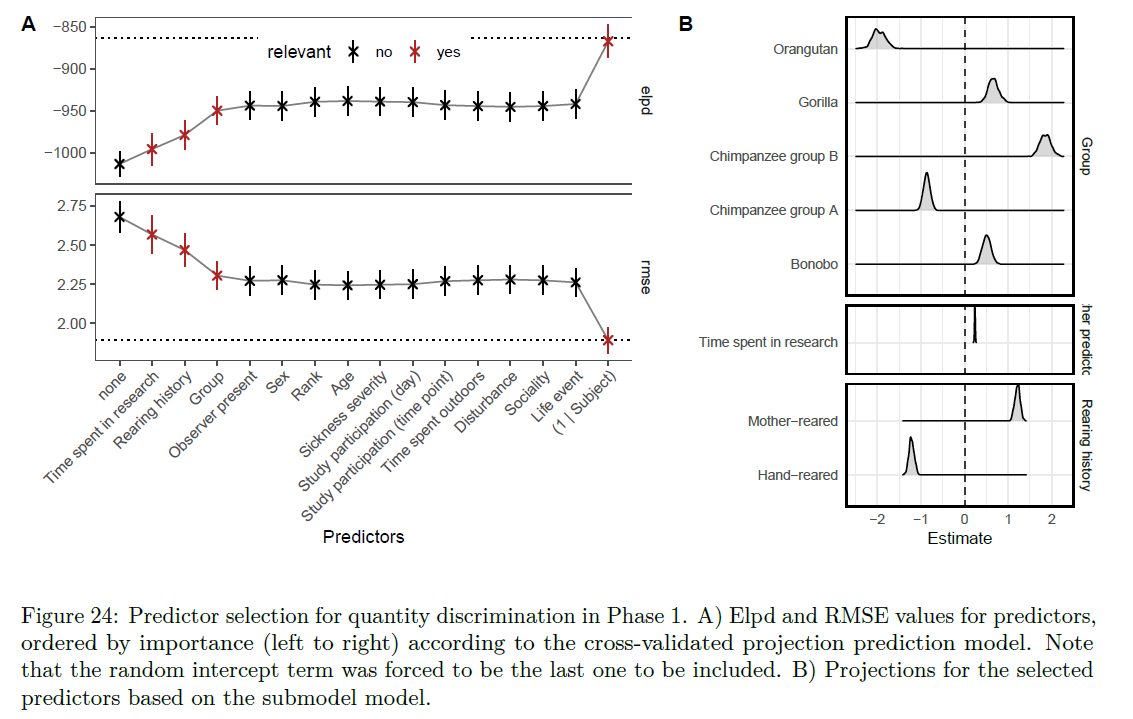 A
−850
−900
−950
−1000
relevant no yes
elpd
2.75
2.50
2.25
2.00
rmse
none
Time spent in research
Rearing history
Group
Observer present
Sex
Rank
Age
Sickness severity
Study participation (day)
Study participation (time point)
Time spent outdoors
Disturbance
Sociality
Life event
(1 | Subject)
Predictors
B
Orangutan
Gorilla
Chimpanzee group B
Chimpanzee group A
Bonobo
Group
Time spent in research
her predictc
Mother−reared
Hand−reared
Rearing history
−2 −1 0 1 2
Estimate
Figure 24: Predictor selection for quantity discrimination in Phase 1. A) Elpd and RMSE values for predictors,
ordered by importance (left to right) according to the cross-validated projection prediction model. Note
that the random intercept term was forced to be the last one to be included. B) Projections for the selected
predictors based on the submodel model.